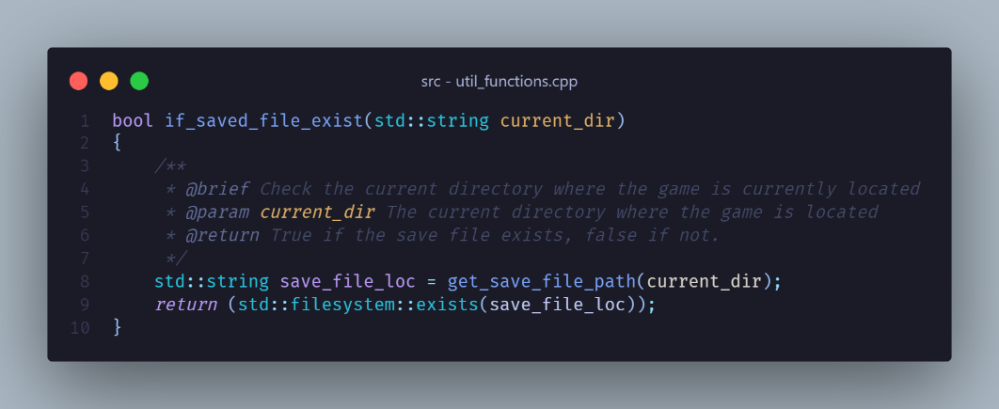 src - util_functions.cpp
1 bool if_saved_file_exist(std::string current_dir)
2 {
3     /**
4      * @brief Check the current directory where the game is currently located
5      * @param current_dir The current directory where the game is located
6      * @return True if the save file exists, false if not.
7      */
8     std::string save_file_loc = get_save_file_path(current_dir);
9     return (std::filesystem::exists(save_file_loc));
10 }